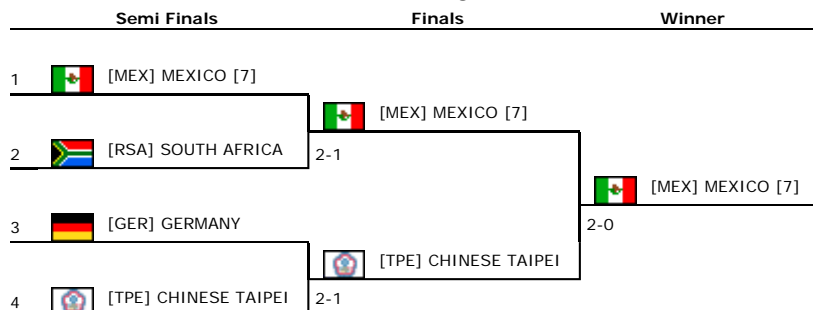 Semi Finals Finals Winner
1 [MEX] MEXICO [7]
[MEX] MEXICO [7]
2 [RSA] SOUTH AFRICA 2-1
[MEX] MEXICO [7]
3 [GER] GERMANY 2-0
[TPE] CHINESE TAIPEI
4 [TPE] CHINESE TAIPEI 2-1